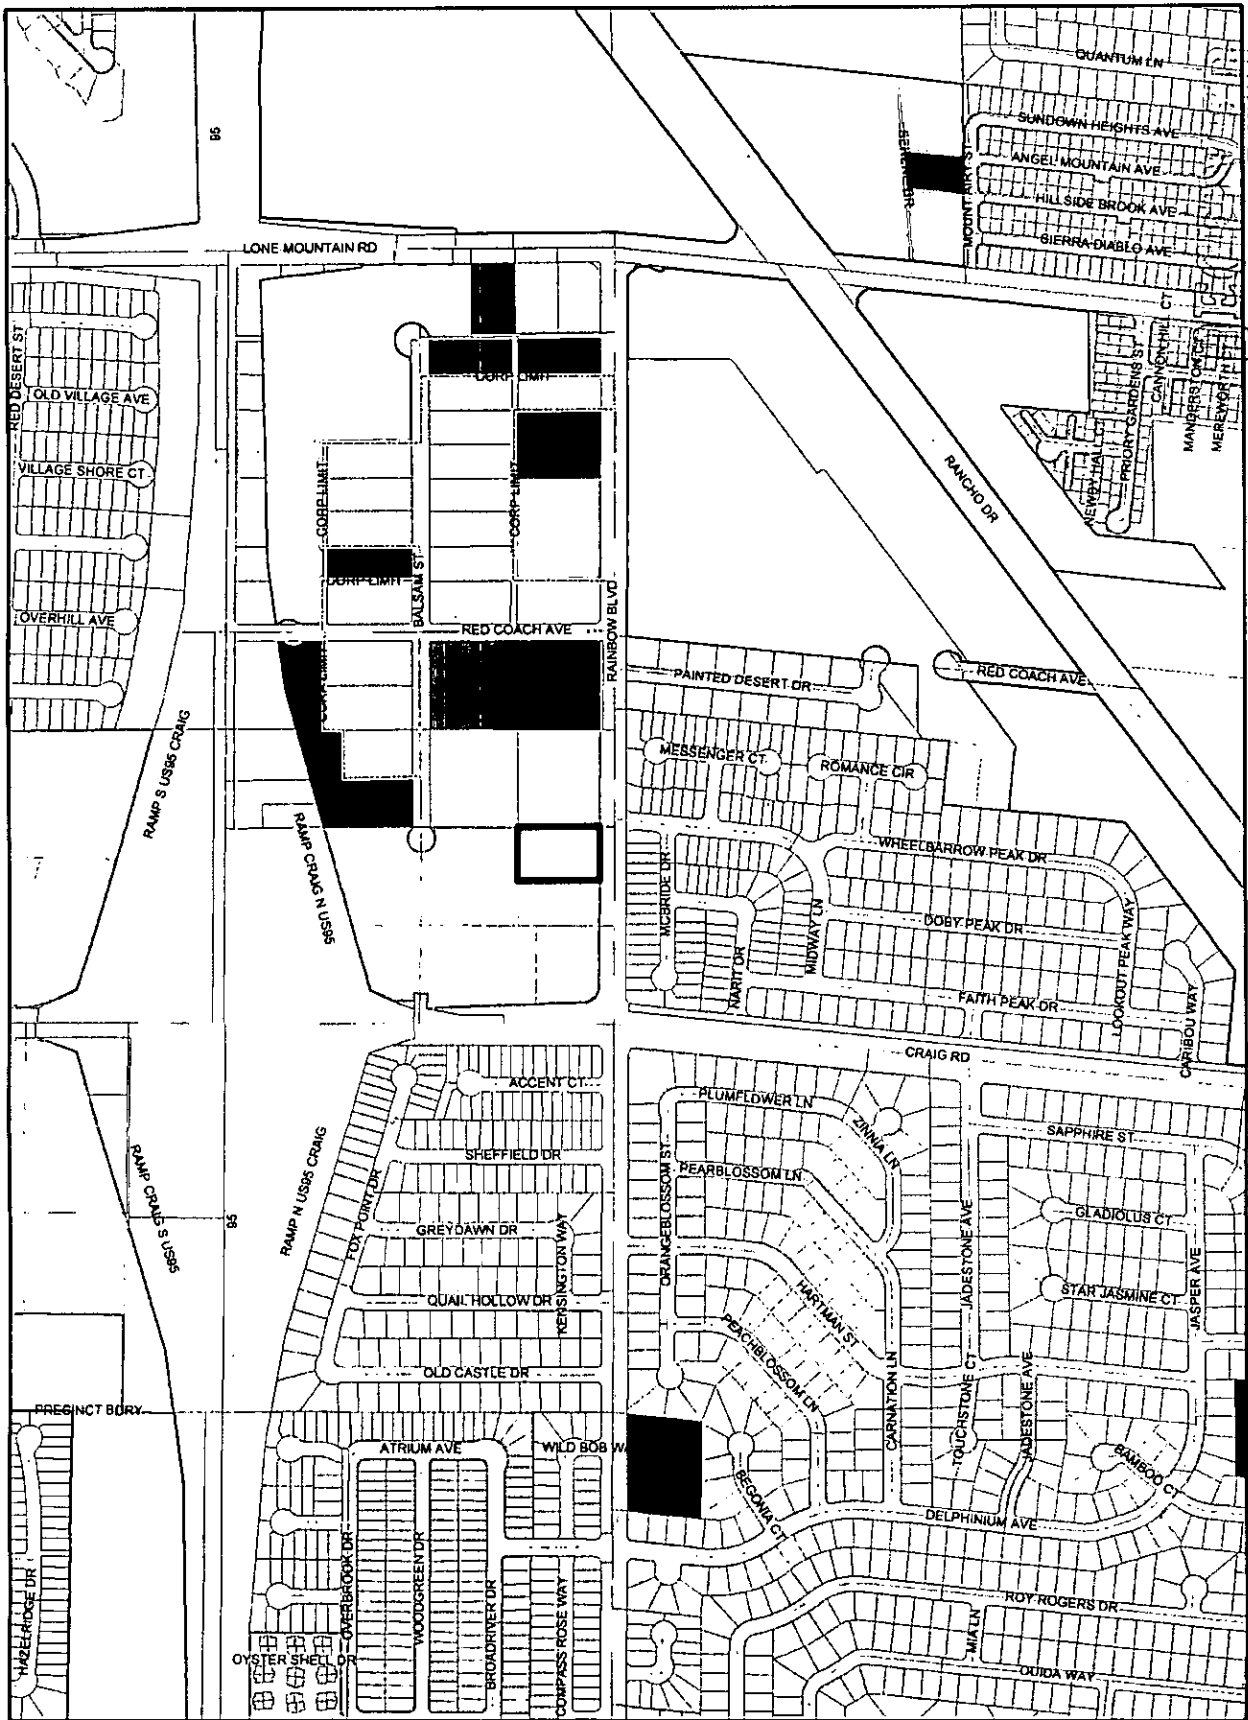 QUANTUM LN
95
SUNDOWN HEIGHTS AVE
ANGEL MOUNTAIN AVE
MOUNT AIRY ST
HILLSIDE BROOK AVE
SIERRA DIABLO AVE
LONE MOUNTAIN RD
RED DESERT ST
OLD VILLAGE AVE
CORP LIMIT
CANNON HILL CT
PRIORY GARDENS ST
MANDERSTON CT
MEREWORTH CT
NEWBY HALL CT
VILLAGE SHORE CT
CORP LIMIT
CORP LIMIT
RANCHO DR
CORP LIMIT
BALSAM ST
RAINBOW BLVD
OVERHILL AVE
RED COACH AVE
CORP LIMIT
PAINTED DESERT DR
RED COACH AVE
RAMP S US95 CRAIG
MESSENGER CT
ROMANCE CIR
RAMP CRAIG N US95
WHEELBARROW PEAK DR
MCBRIDE DR
MIDWAY LN
DOBY PEAK DR
LOOKOUT PEAK WAY
NARIT DR
FAITH PEAK DR
CARIBOU WAY
CRAIG RD
ACCENT CT
PLUMFLOWER LN
ZINNIA LN
SAPPHIRE ST
RAMP CRAIG S US95
RAMP N US95 CRAIG
SHEFFIELD DR
ORANGEBLOSSOM ST
PEARBLOSSOM LN
FOX POINT DR
95
GREYDAWN DR
KENSINGTON WAY
JADESTONE AVE
GLADIOLUS CT
JASPER AVE
QUAIL HOLLOW DR
HARTMAN ST
STAR JASMINE CT
OLD CASTLE DR
PEACHBLOSSOM LN
CARNATION LN
TOUCHSTONE CT
JADESTONE AVE
PRECINCT BDRY
ATRIUM AVE
WILD BOB WA
BEGONIA CT
BAMBOO CT
DELPHINIUM AVE
HAZELRIDGE DR
OVERBROOK DR
WOODGREEN DR
BROADRIVER DR
COMPASS ROSE WAY
ROY ROGERS DR
MIA LN
OYSTER SHELL DR
OUIDA WAY